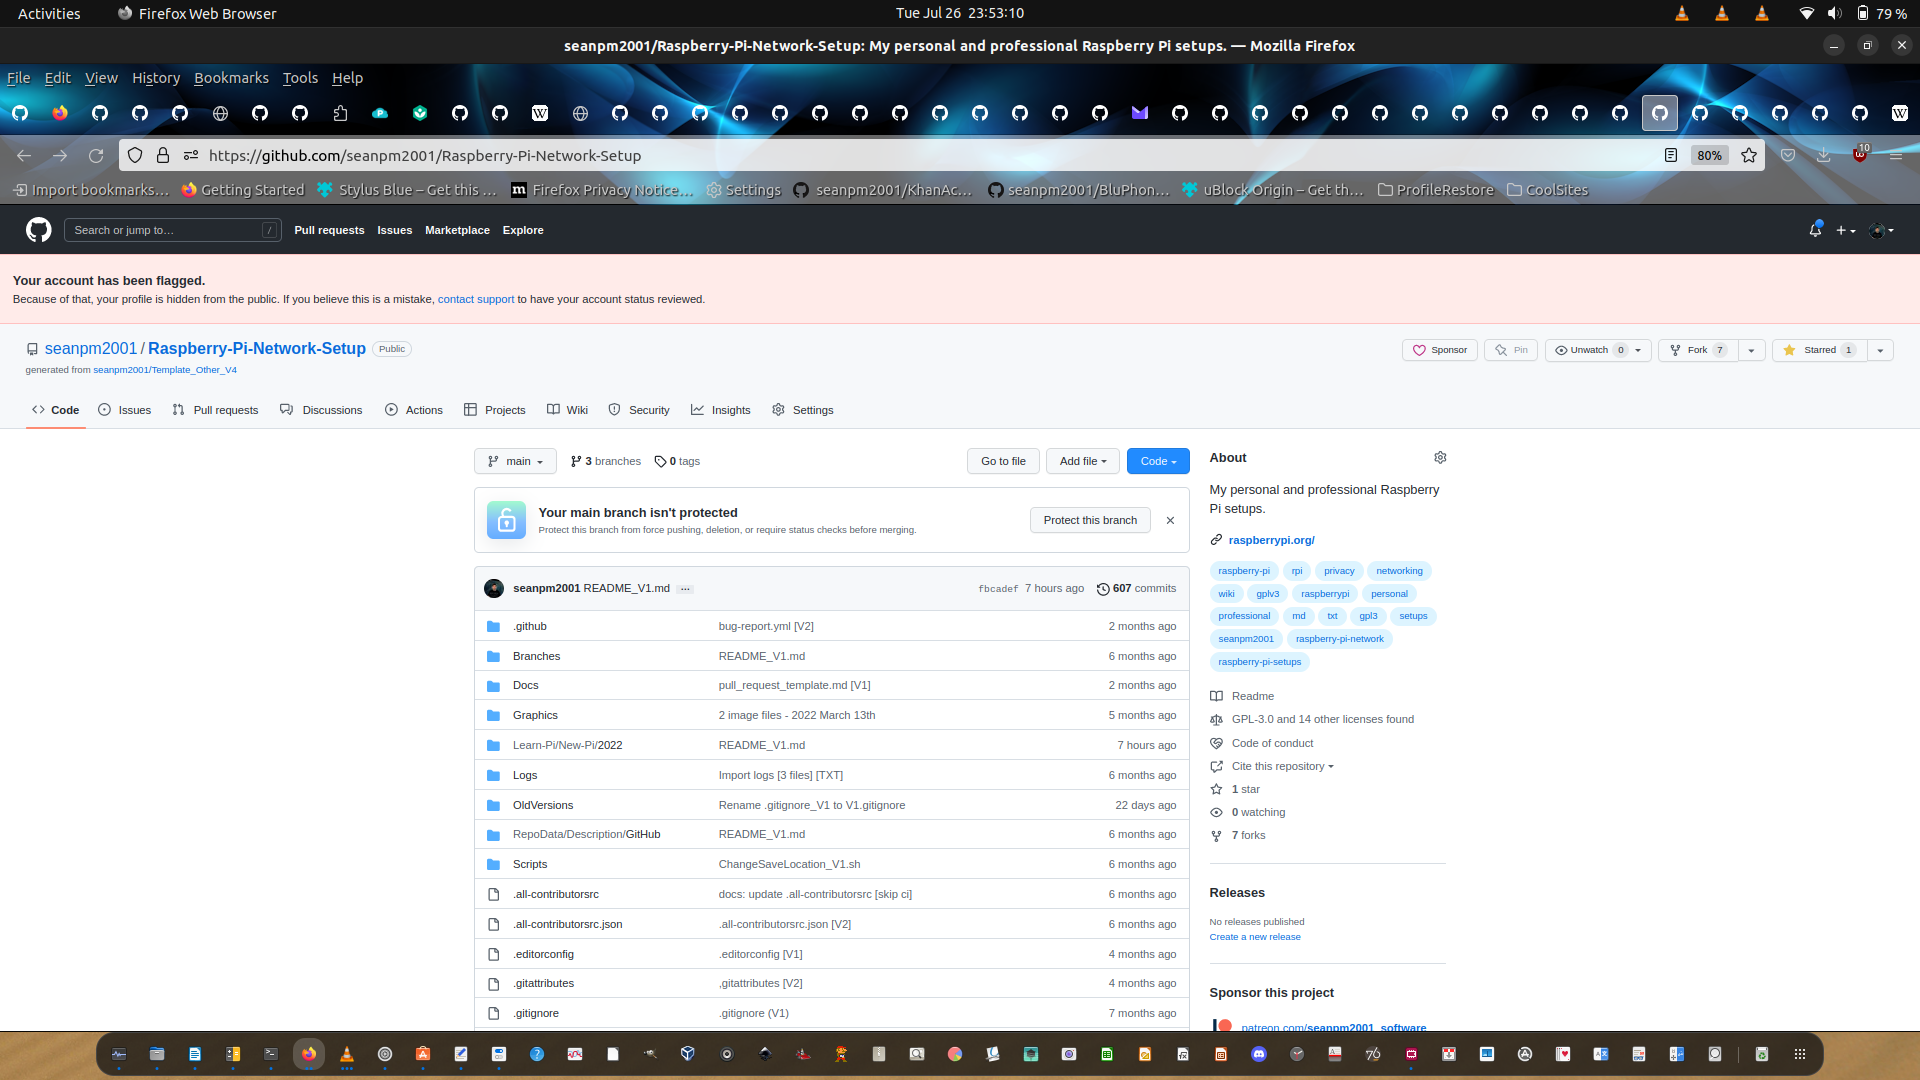 Activities Firefox Web Browser Tue Jul 26 23:53:10 79 %
seanpm2001/Raspberry-Pi-Network-Setup: My personal and professional Raspberry Pi setups. — Mozilla Firefox
File Edit View History Bookmarks Tools Help
https://github.com/seanpm2001/Raspberry-Pi-Network-Setup 80% 10
Import bookmarks… Getting Started Stylus Blue – Get this … Firefox Privacy Notice… Settings seanpm2001/KhanAc… seanpm2001/BluPhon… uBlock Origin – Get th… ProfileRestore CoolSites
Search or jump to… / Pull requests Issues Marketplace Explore
Your account has been flagged.
Because of that, your profile is hidden from the public. If you believe this is a mistake, contact support to have your account status reviewed.
seanpm2001 / Raspberry-Pi-Network-Setup Public Sponsor Pin Unwatch 0 Fork 7 Starred 1
generated from seanpm2001/Template_Other_V4
Code Issues Pull requests Discussions Actions Projects Wiki Security Insights Settings
main 3 branches 0 tags Go to file Add file Code
Your main branch isn't protected
Protect this branch from force pushing, deletion, or require status checks before merging.
Protect this branch
seanpm2001 README_V1.md ... fbcadef 7 hours ago 607 commits
.github bug-report.yml [V2] 2 months ago
Branches README_V1.md 6 months ago
Docs pull_request_template.md [V1] 2 months ago
Graphics 2 image files - 2022 March 13th 5 months ago
Learn-Pi/New-Pi/2022 README_V1.md 7 hours ago
Logs Import logs [3 files] [TXT] 6 months ago
OldVersions Rename .gitignore_V1 to V1.gitignore 22 days ago
RepoData/Description/GitHub README_V1.md 6 months ago
Scripts ChangeSaveLocation_V1.sh 6 months ago
.all-contributorsrc docs: update .all-contributorsrc [skip ci] 6 months ago
.all-contributorsrc.json .all-contributorsrc.json [V2] 6 months ago
.editorconfig .editorconfig [V1] 4 months ago
.gitattributes ,gitattributes [V2] 4 months ago
.gitignore .gitignore (V1) 7 months ago
About
My personal and professional Raspberry
Pi setups.
raspberrypi.org/
raspberry-pi rpi privacy networking
wiki gplv3 raspberrypi personal
professional md txt gpl3 setups
seanpm2001 raspberry-pi-network
raspberry-pi-setups
Readme
GPL-3.0 and 14 other licenses found
Code of conduct
Cite this repository
1 star
0 watching
7 forks
Releases
No releases published
Create a new release
Sponsor this project
patreon.com/seanpm2001_software